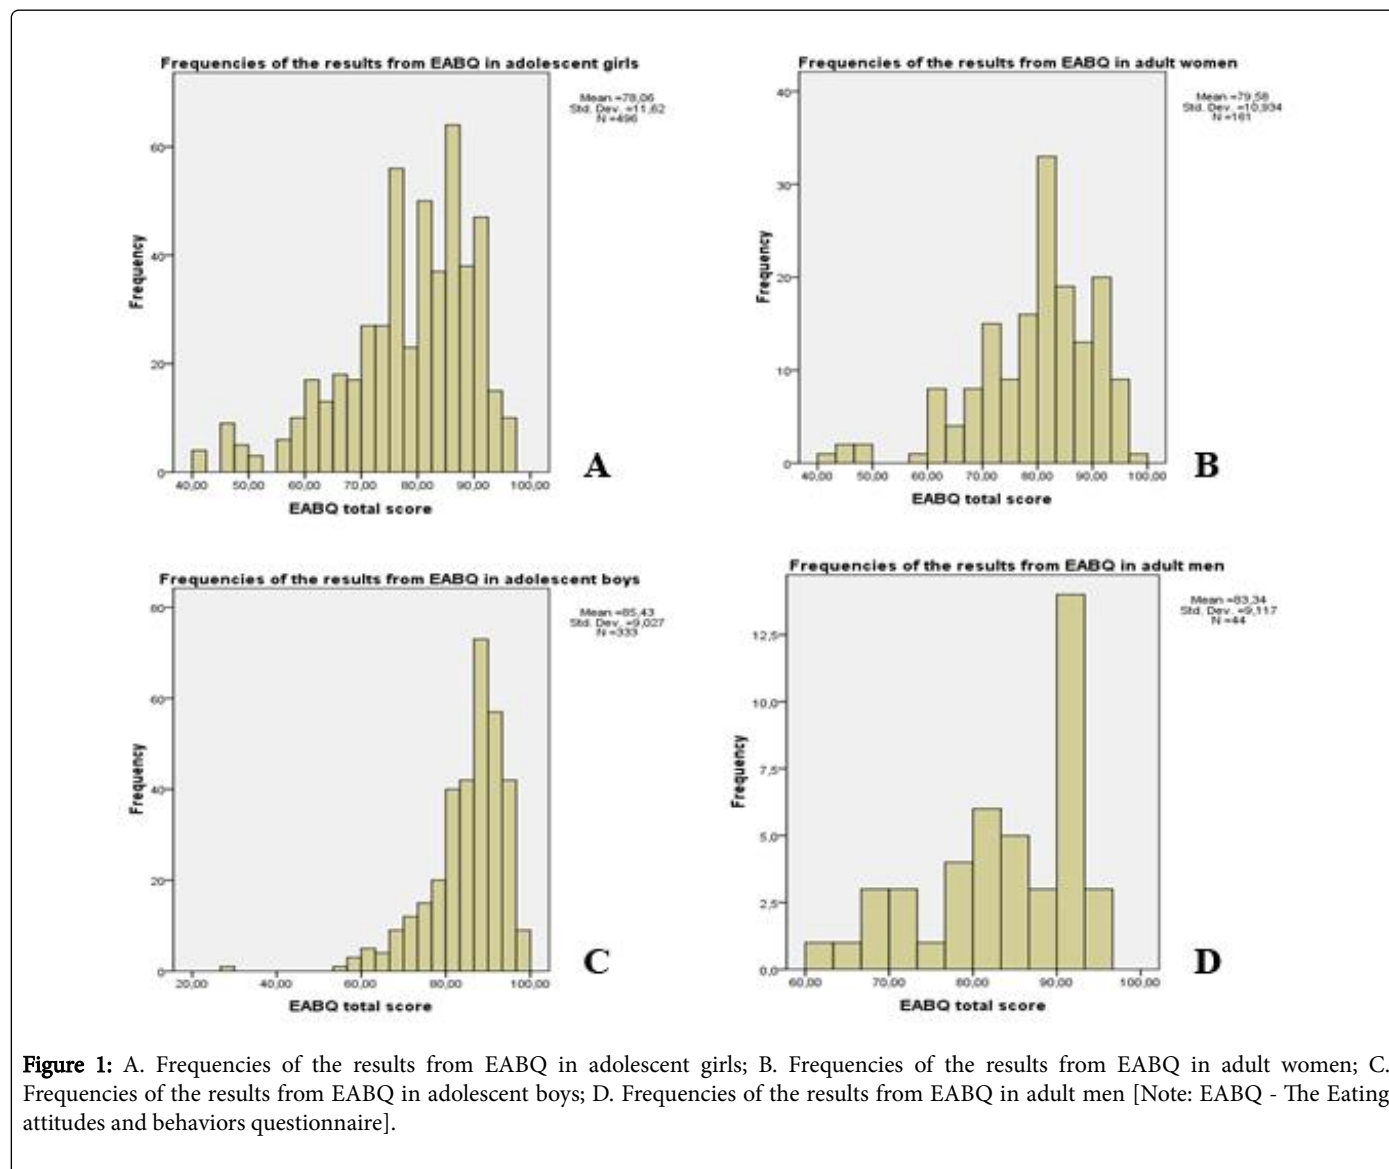 Frequencies of the results from EABQ in adolescent girls
Mean =78,06
Std. Dev. =11,62
N =496
Frequency
60
40
20
0
40,00 50,00 60,00 70,00 80,00 90,00 100,00
EABQ total score
A
Frequencies of the results from EABQ in adult women
Mean =79,58
Std. Dev. =10,934
N =161
Frequency
40
30
20
10
0
40,00 50,00 60,00 70,00 80,00 90,00 100,00
EABQ total score
B
Frequencies of the results from EABQ in adolescent boys
Mean =85,43
Std. Dev. =9,027
N =333
Frequency
80
60
40
20
0
20,00 40,00 60,00 80,00 100,00
EABQ total score
C
Frequencies of the results from EABQ in adult men
Mean =83,34
Std. Dev. =9,117
N =44
Frequency
12,5
10,0
7,5
5,0
2,5
0,0
60,00 70,00 80,00 90,00 100,00
EABQ total score
D
Figure 1: A. Frequencies of the results from EABQ in adolescent girls; B. Frequencies of the results from EABQ in adult women; C.
Frequencies of the results from EABQ in adolescent boys; D. Frequencies of the results from EABQ in adult men [Note: EABQ - The Eating
attitudes and behaviors questionnaire].